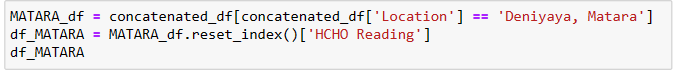 MATARA_df = concatenated_df[concatenated_df['Location'] == 'Deniyaya, Matara']
df_MATARA = MATARA_df.reset_index()['HCHO Reading']
df_MATARA